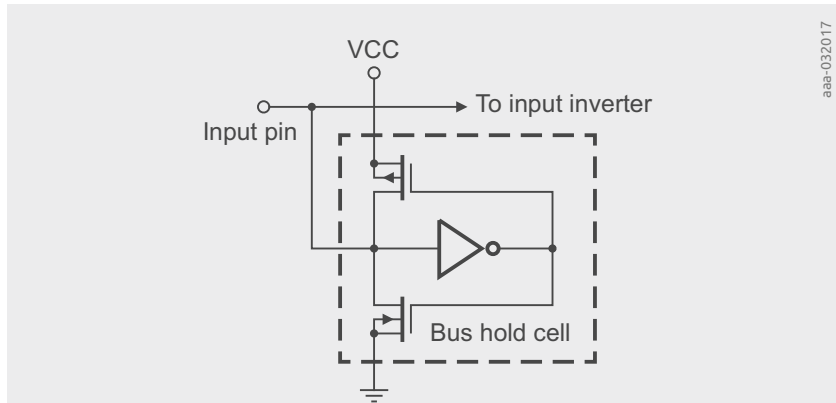 VCC
To input inverter
Input pin
Bus hold cell
aaa-032017